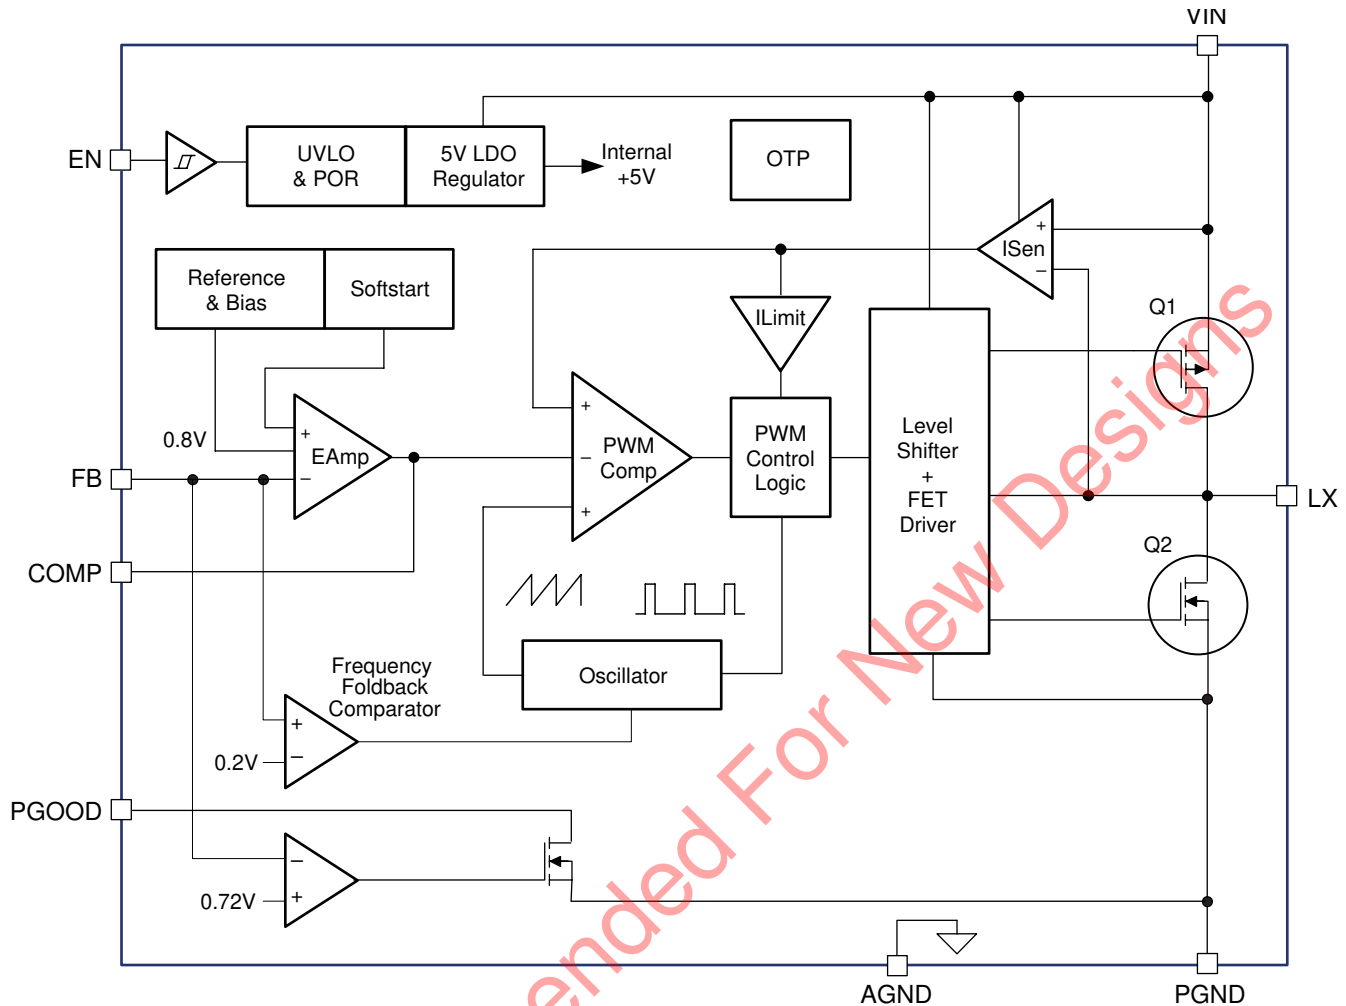 VIN
EN
UVLO
& POR
5V LDO
Regulator
Internal
+5V
OTP
Reference
& Bias
Softstart
ISen
+
−
ILimit
Q1
0.8V
+
EAmp
−
FB
+
−
PWM
Comp
+
PWM
Control
Logic
Level
Shifter
+
FET
Driver
LX
Q2
COMP
Frequency
Foldback
Comparator
Oscillator
+
−
0.2V
PGOOD
−
+
0.72V
AGND
PGND
ended For New Designs